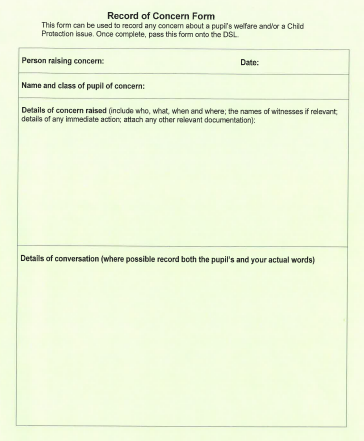 Record of Concern Form
This form can be used to record any concern about a pupil's welfare and/or a Child
Protection issue. Once complete, pass this form onto the DSL.
Person raising concern: Date:
Name and class of pupil of concern:
Details of concern raised (include who, what, when and where; the names of witnesses if relevant;
details of any immediate action; attach any other relevant documentation):
Details of conversation (where possible record both the pupil's and your actual words)